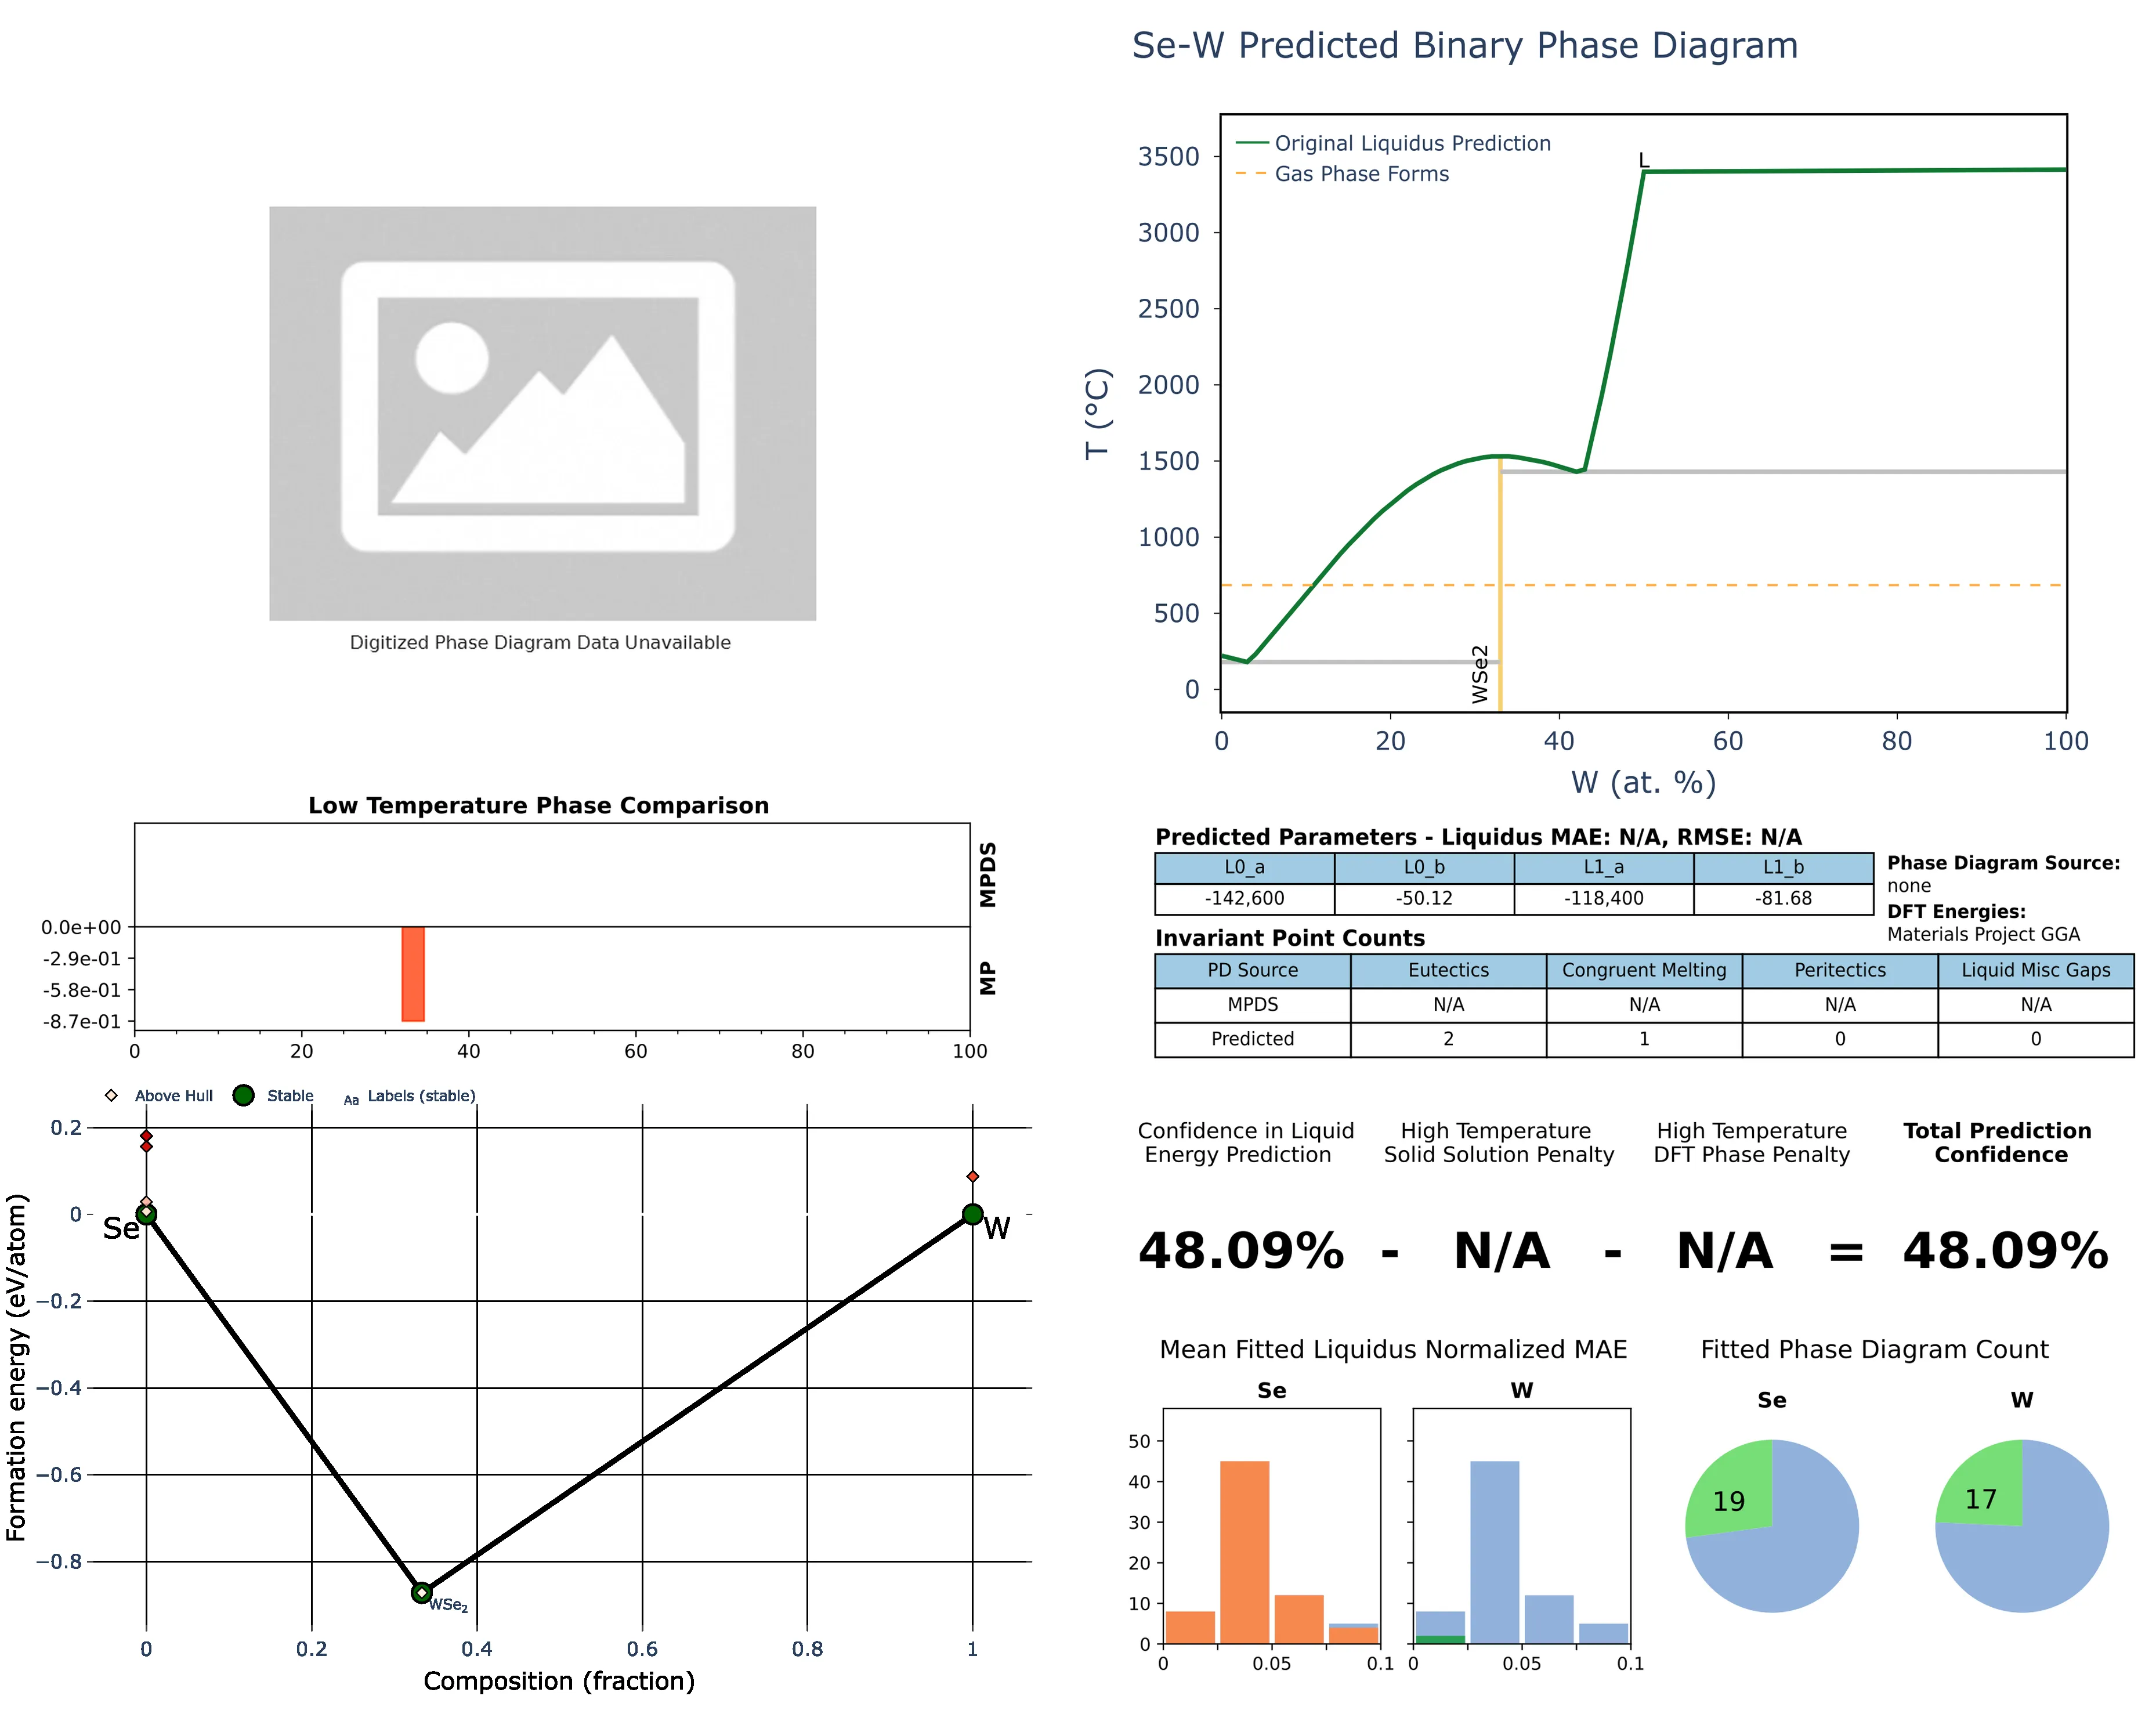 Se-W Predicted Binary Phase Diagram
Original Liquidus Prediction
Gas Phase Forms
L
3500
3000
2500
2000
1500
1000
500
0
T (°C)
WSe2
0 20 40 60 80 100
W (at. %)
Digitized Phase Diagram Data Unavailable
Low Temperature Phase Comparison
MPDS
MP
0.0e+00
-2.9e-01
-5.8e-01
-8.7e-01
0 20 40 60 80 100
Predicted Parameters - Liquidus MAE: N/A, RMSE: N/A
L0_a L0_b L1_a L1_b
-142,600 -50.12 -118,400 -81.68
Phase Diagram Source:
none
DFT Energies:
Materials Project GGA
Invariant Point Counts
PD Source Eutectics Congruent Melting Peritectics Liquid Misc Gaps
MPDS N/A N/A N/A N/A
Predicted 2 1 0 0
Above Hull Stable Aa Labels (stable)
0.2
0
−0.2
−0.4
−0.6
−0.8
Formation energy (eV/atom)
Se
W
WSe2
0 0.2 0.4 0.6 0.8 1
Composition (fraction)
Confidence in Liquid
Energy Prediction
High Temperature
Solid Solution Penalty
High Temperature
DFT Phase Penalty
Total Prediction
Confidence
48.09% - N/A - N/A = 48.09%
Mean Fitted Liquidus Normalized MAE
Se
W
50
40
30
20
10
0
0 0.05 0.1
0 0.05 0.1
Fitted Phase Diagram Count
Se
W
19
17